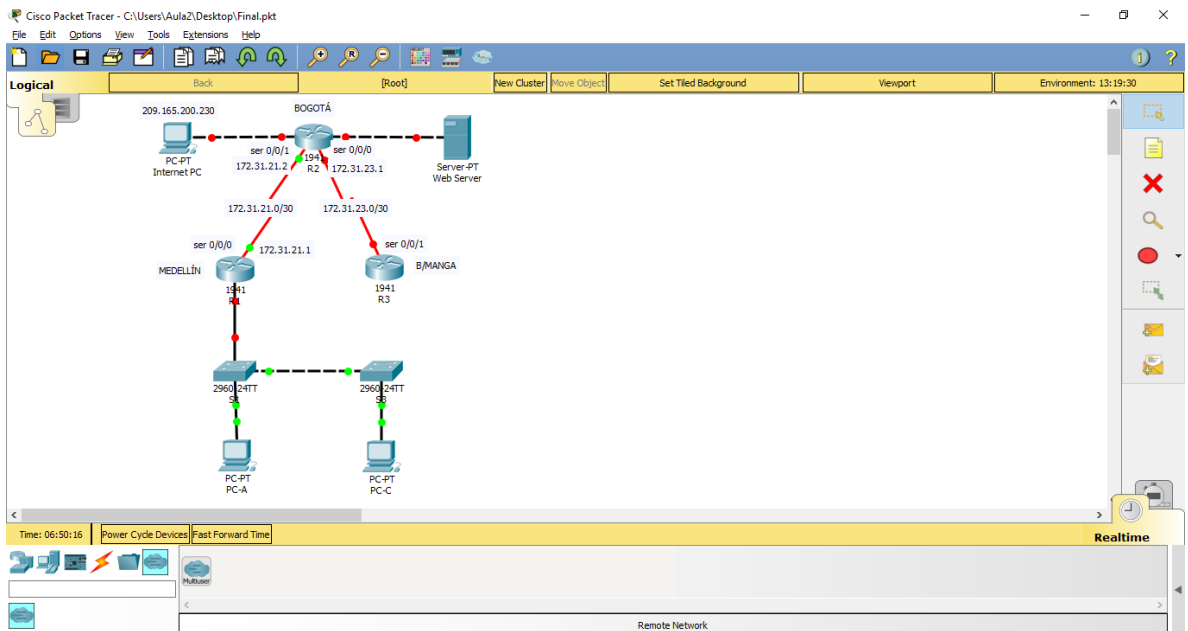 Cisco Packet Tracer - C:\Users\Aula2\Desktop\Final.pkt
File Edit Options View Tools Extensions Help
Logical Back [Root] New Cluster Move Object Set Tiled Background Viewport Environment: 13:19:30
209.165.200.230 BOGOTÁ
ser 0/0/1 1941 ser 0/0/0
PC-PT R2 Server-PT
Internet PC 172.31.21.2 172.31.23.1 Web Server
172.31.21.0/30 172.31.23.0/30
ser 0/0/0 172.31.21.1 ser 0/0/1
MEDELLÍN B/MANGA
1941 1941
R1 R3
2960-24TT 2960-24TT
S1 S3
PC-PT PC-PT
PC-A PC-C
Time: 06:50:16 Power Cycle Devices Fast Forward Time Realtime
Multiuser
Remote Network